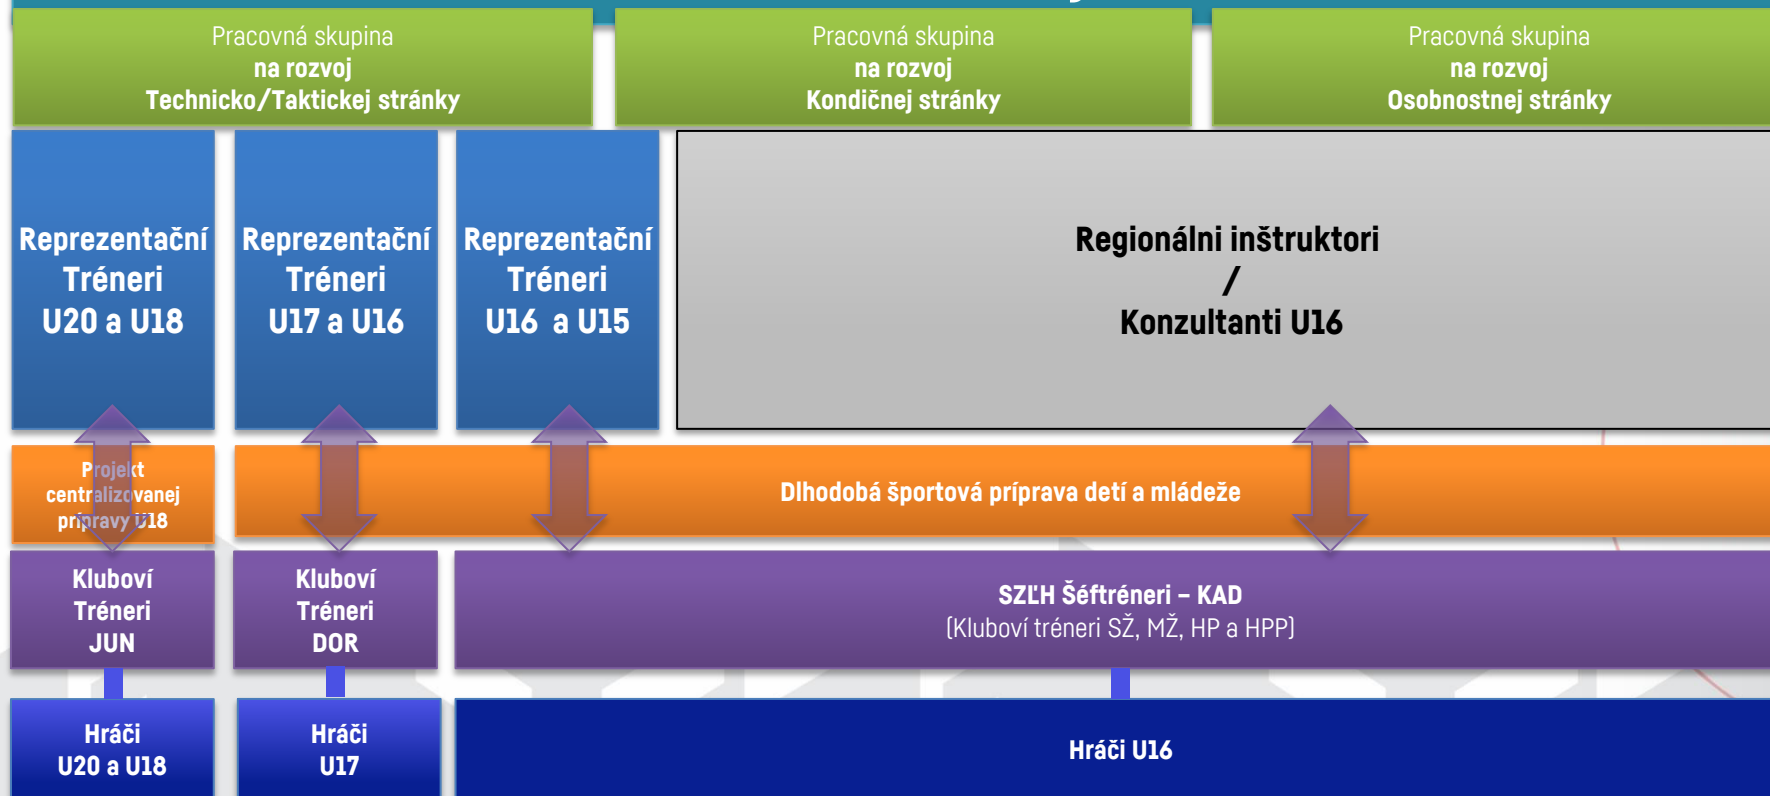 Pracovná skupina
na rozvoj
Technicko/Taktickej stránky
Pracovná skupina
na rozvoj
Kondičnej stránky
Pracovná skupina
na rozvoj
Osobnostnej stránky
Reprezentační
Tréneri
U20 a U18
Reprezentační
Tréneri
U17 a U16
Reprezentační
Tréneri
U16 a U15
Regionálni inštruktori
/
Konzultanti U16
Projekt
centralizovanej
prípravy U18
Dlhodobá športová príprava detí a mládeže
Kluboví
Tréneri
JUN
Kluboví
Tréneri
DOR
SZĽH Šéftréneri – KAD
(Kluboví tréneri SŽ, MŽ, HP a HPP)
Hráči
U20 a U18
Hráči
U17
Hráči U16